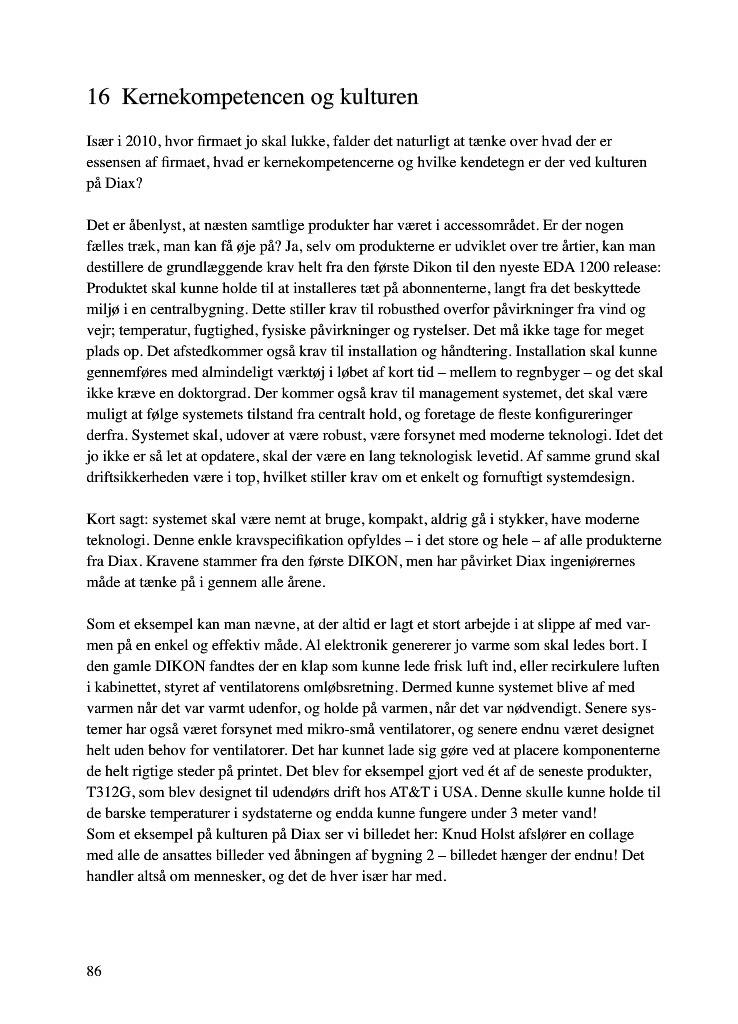 16 Kernekompetencen og kulturen
Især i 2010, hvor firmaet jo skal lukke, falder det naturligt at tænke over hvad der er
essensen af firmaet, hvad er kernekompetencerne og hvilke kendetegn er der ved kulturen
på Diax?
Det er åbenlyst, at næsten samtlige produkter har været i accessområdet. Er der nogen
fælles træk, man kan få øje på? Ja, selv om produkterne er udviklet over tre årtier, kan man
destillere de grundlæggende krav helt fra den første Dikon til den nyeste EDA 1200 release:
Produktet skal kunne holde til at installeres tæt på abonnenterne, langt fra det beskyttede
miljø i en centralbygning. Dette stiller krav til robusthed overfor påvirkninger fra vind og
vejr; temperatur, fugtighed, fysiske påvirkninger og rystelser. Det må ikke tage for meget
plads op. Det afstedkommer også krav til installation og håndtering. Installation skal kunne
gennemføres med almindeligt værktøj i løbet af kort tid – mellem to regnbyger – og det skal
ikke kræve en doktorgrad. Der kommer også krav til management systemet, det skal være
muligt at følge systemets tilstand fra centralt hold, og foretage de fleste konfigureringer
derfra. Systemet skal, udover at være robust, være forsynet med moderne teknologi. Idet det
jo ikke er så let at opdatere, skal der være en lang teknologisk levetid. Af samme grund skal
driftsikkerheden være i top, hvilket stiller krav om et enkelt og fornuftigt systemdesign.
Kort sagt: systemet skal være nemt at bruge, kompakt, aldrig gå i stykker, have moderne
teknologi. Denne enkle kravspecifikation opfyldes – i det store og hele – af alle produkterne
fra Diax. Kravene stammer fra den første DIKON, men har påvirket Diax ingeniørernes
måde at tænke på i gennem alle årene.
Som et eksempel kan man nævne, at der altid er lagt et stort arbejde i at slippe af med var-
men på en enkel og effektiv måde. Al elektronik genererer jo varme som skal ledes bort. I
den gamle DIKON fandtes der en klap som kunne lede frisk luft ind, eller recirkulere luften
i kabinettet, styret af ventilatorens omløbsretning. Dermed kunne systemet blive af med
varmen når det var varmt udenfor, og holde på varmen, når det var nødvendigt. Senere sys-
temer har også været forsynet med mikro-små ventilatorer, og senere endnu været designet
helt uden behov for ventilatorer. Det har kunnet lade sig gøre ved at placere komponenterne
de helt rigtige steder på printet. Det blev for eksempel gjort ved ét af de seneste produkter,
T312G, som blev designet til udendørs drift hos AT&T i USA. Denne skulle kunne holde til
de barske temperaturer i sydstaterne og endda kunne fungere under 3 meter vand!
Som et eksempel på kulturen på Diax ser vi billedet her: Knud Holst afslører en collage
med alle de ansattes billeder ved åbningen af bygning 2 – billedet hænger der endnu! Det
handler altså om mennesker, og det de hver især har med.
86